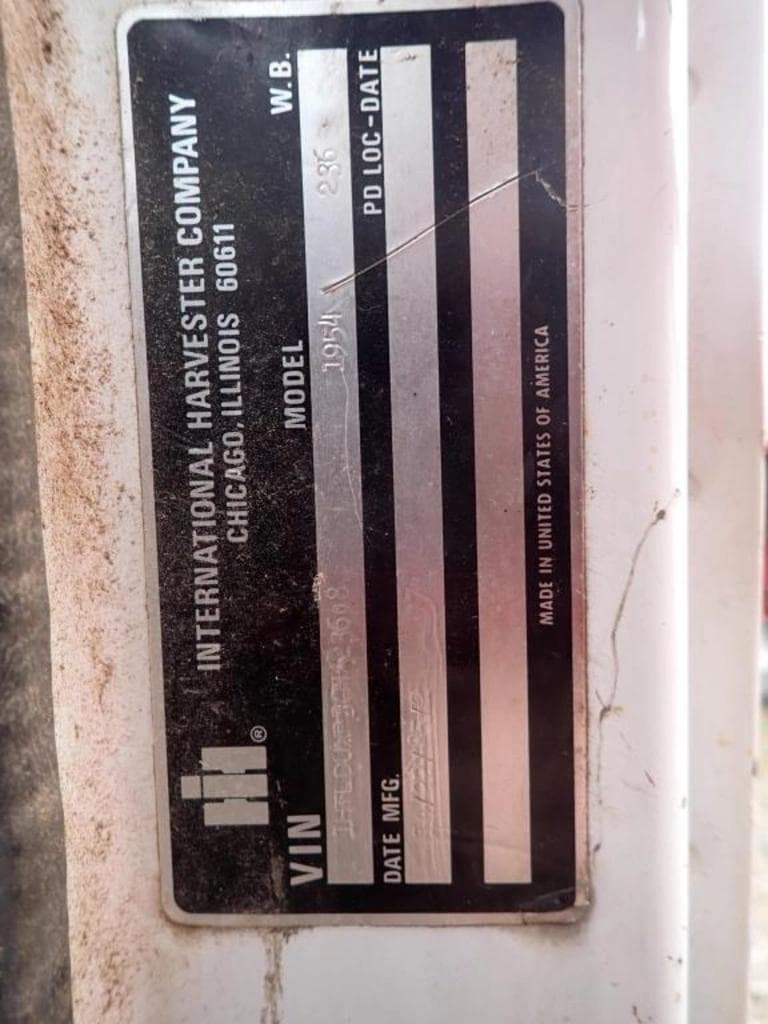 INTERNATIONAL HARVESTER COMPANY
CHICAGO, ILLINOIS 60611
VIN MODEL W.B.
1954 236
DATE MFG. PD LOC-DATE
MADE IN UNITED STATES OF AMERICA